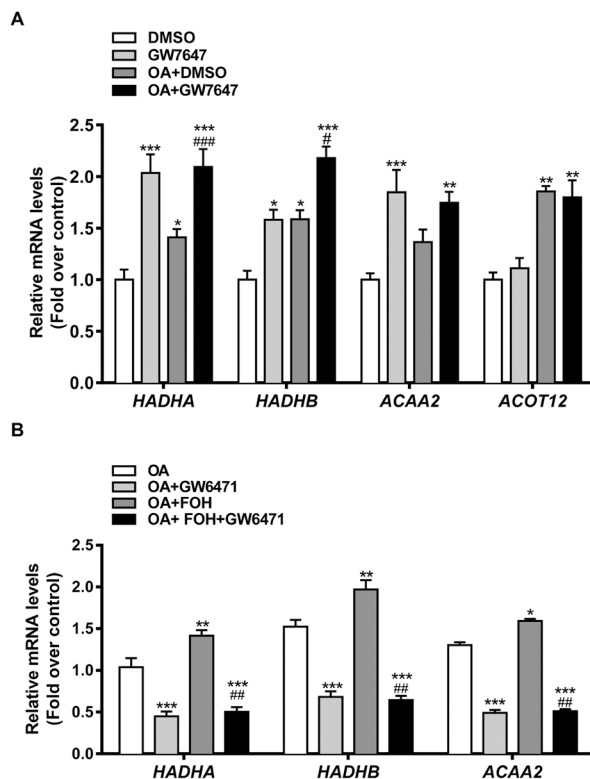 A
DMSO
GW7647
OA+DMSO
OA+GW7647
Relative mRNA levels
(Fold over control)
2.5
2.0
1.5
1.0
0.5
0.0
***
*
***
###
*
*
***
#
***
**
**
**
HADHA HADHB ACAA2 ACOT12
B
OA
OA+GW6471
OA+FOH
OA+ FOH+GW6471
Relative mRNA levels
(Fold over control)
2.5
2.0
1.5
1.0
0.5
0.0
***
**
***
##
***
**
***
##
***
*
***
##
HADHA HADHB ACAA2